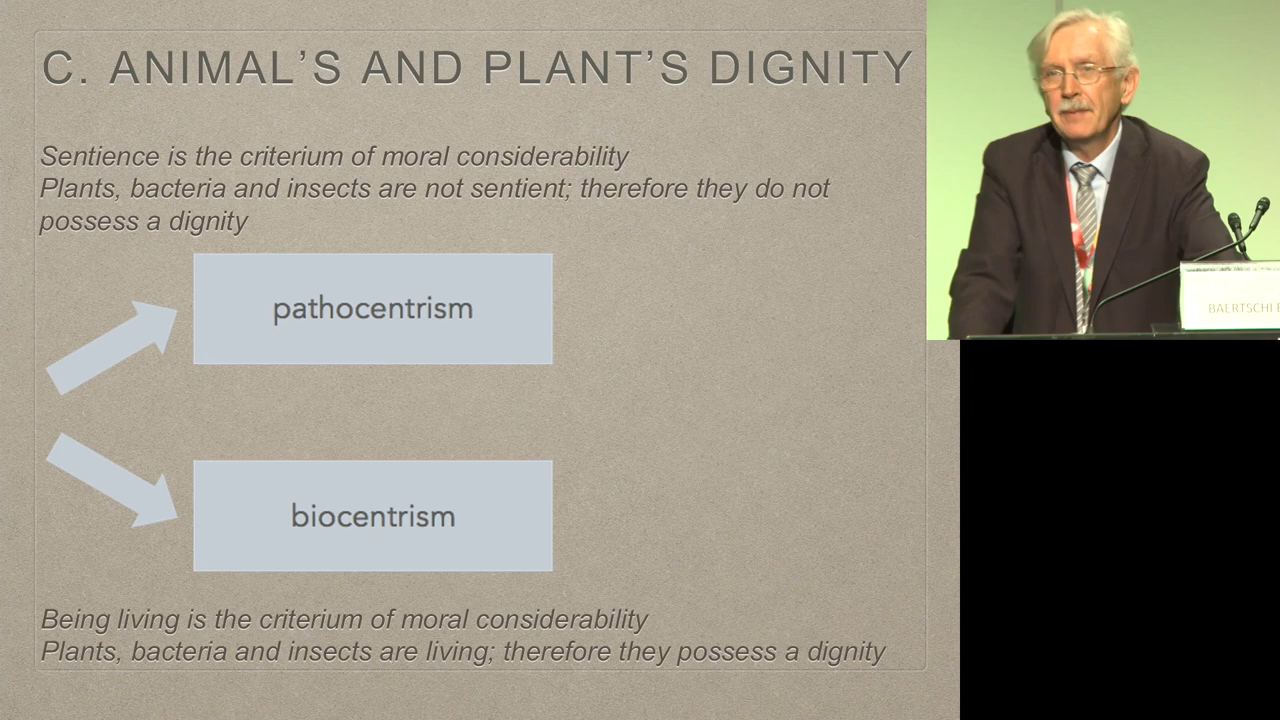 C. ANIMAL’S AND PLANT’S DIGNITY
Sentience is the criterium of moral considerability
Plants, bacteria and insects are not sentient; therefore they do not
possess a dignity
pathocentrism
biocentrism
Being living is the criterium of moral considerability
Plants, bacteria and insects are living; therefore they possess a dignity
BAERTSCHI